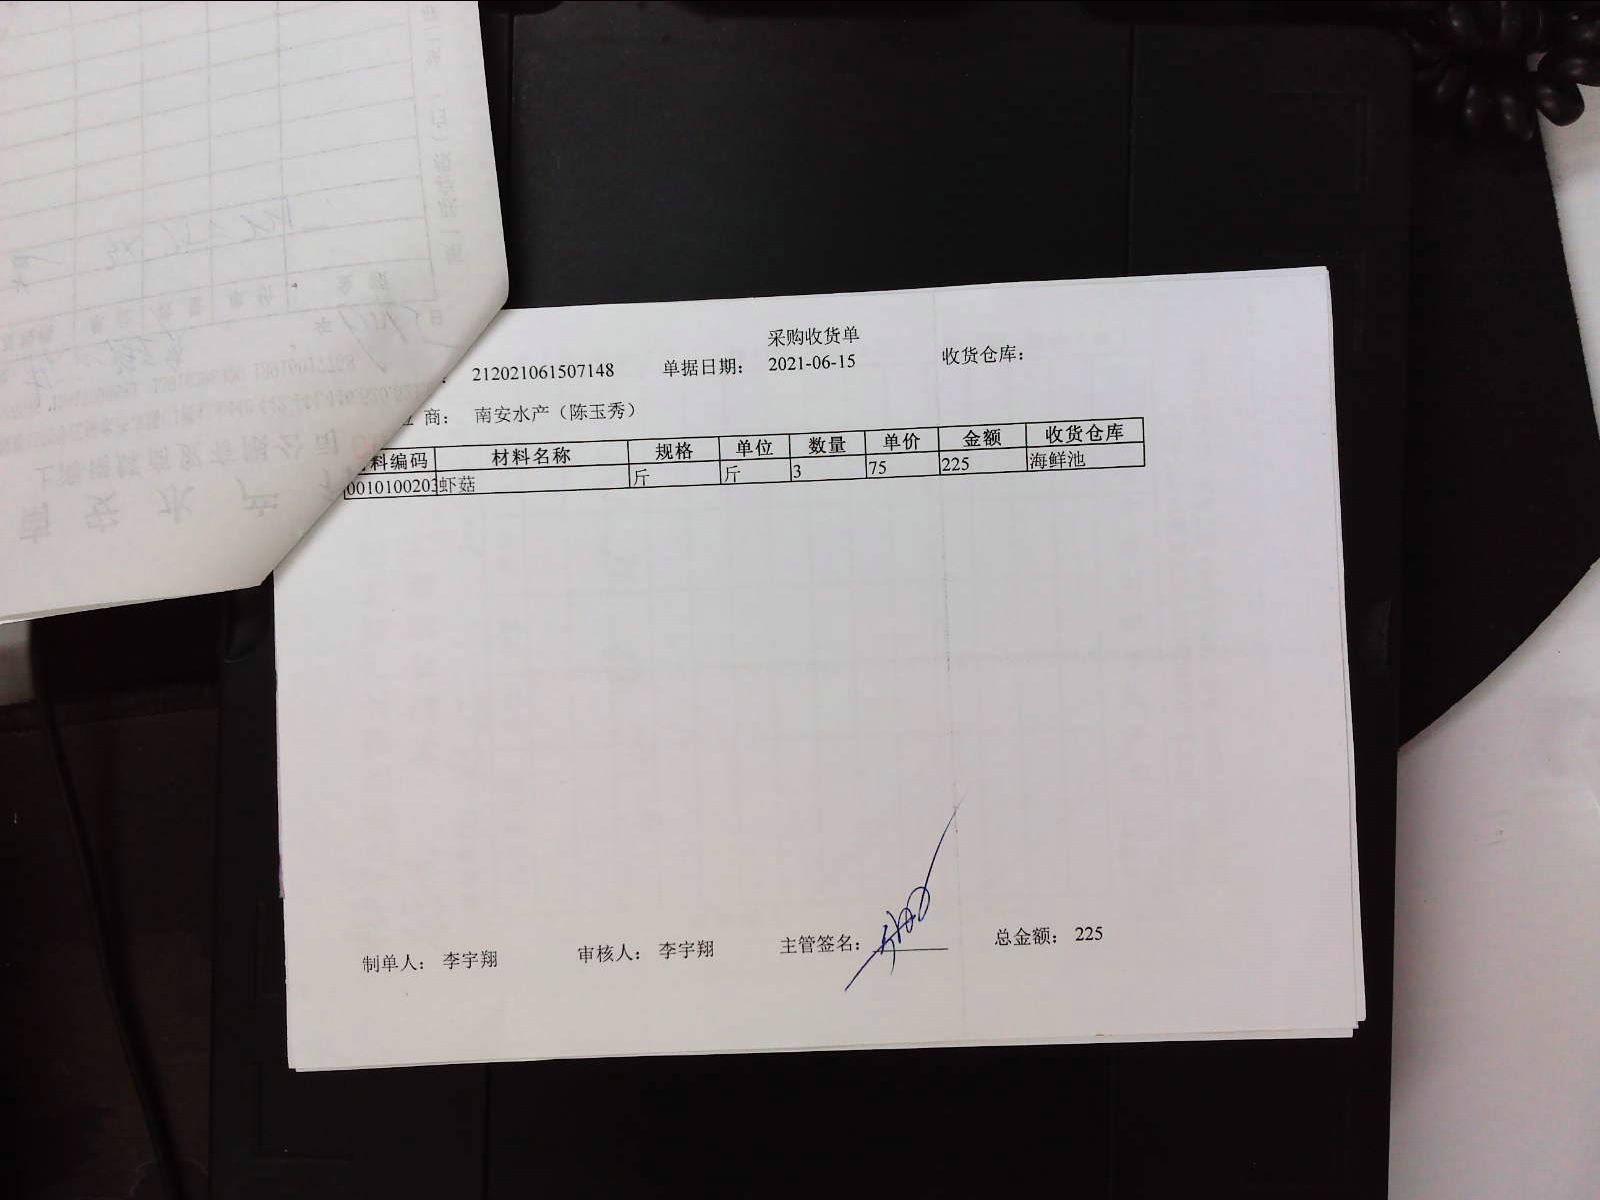 采购收货单
212021061507148 单据日期: 2021-06-15 收货仓库:
商: 南安水产（陈玉秀）
料编码 材料名称 规格 单位 数量 单价 金额 收货仓库
0010100203 虾菇 斤 斤 3 75 225 海鲜池
制单人: 李宇翔 审核人: 李宇翔 主管签名: 总金额: 225